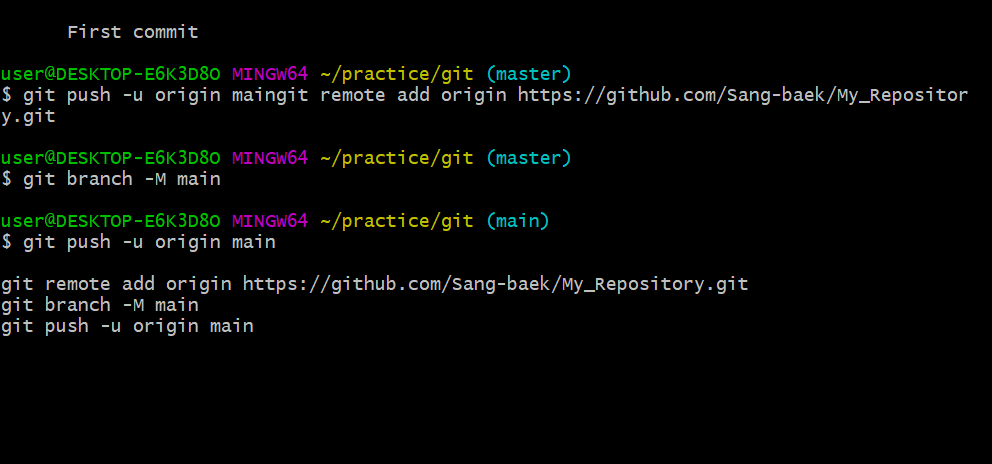 First commit
user@DESKTOP-E6K3D8O MINGW64 ~/practice/git (master)
$ git push -u origin maingit remote add origin https://github.com/Sang-baek/My_Repositor
y.git
user@DESKTOP-E6K3D8O MINGW64 ~/practice/git (master)
$ git branch -M main
user@DESKTOP-E6K3D8O MINGW64 ~/practice/git (main)
$ git push -u origin main
git remote add origin https://github.com/Sang-baek/My_Repository.git
git branch -M main
git push -u origin main